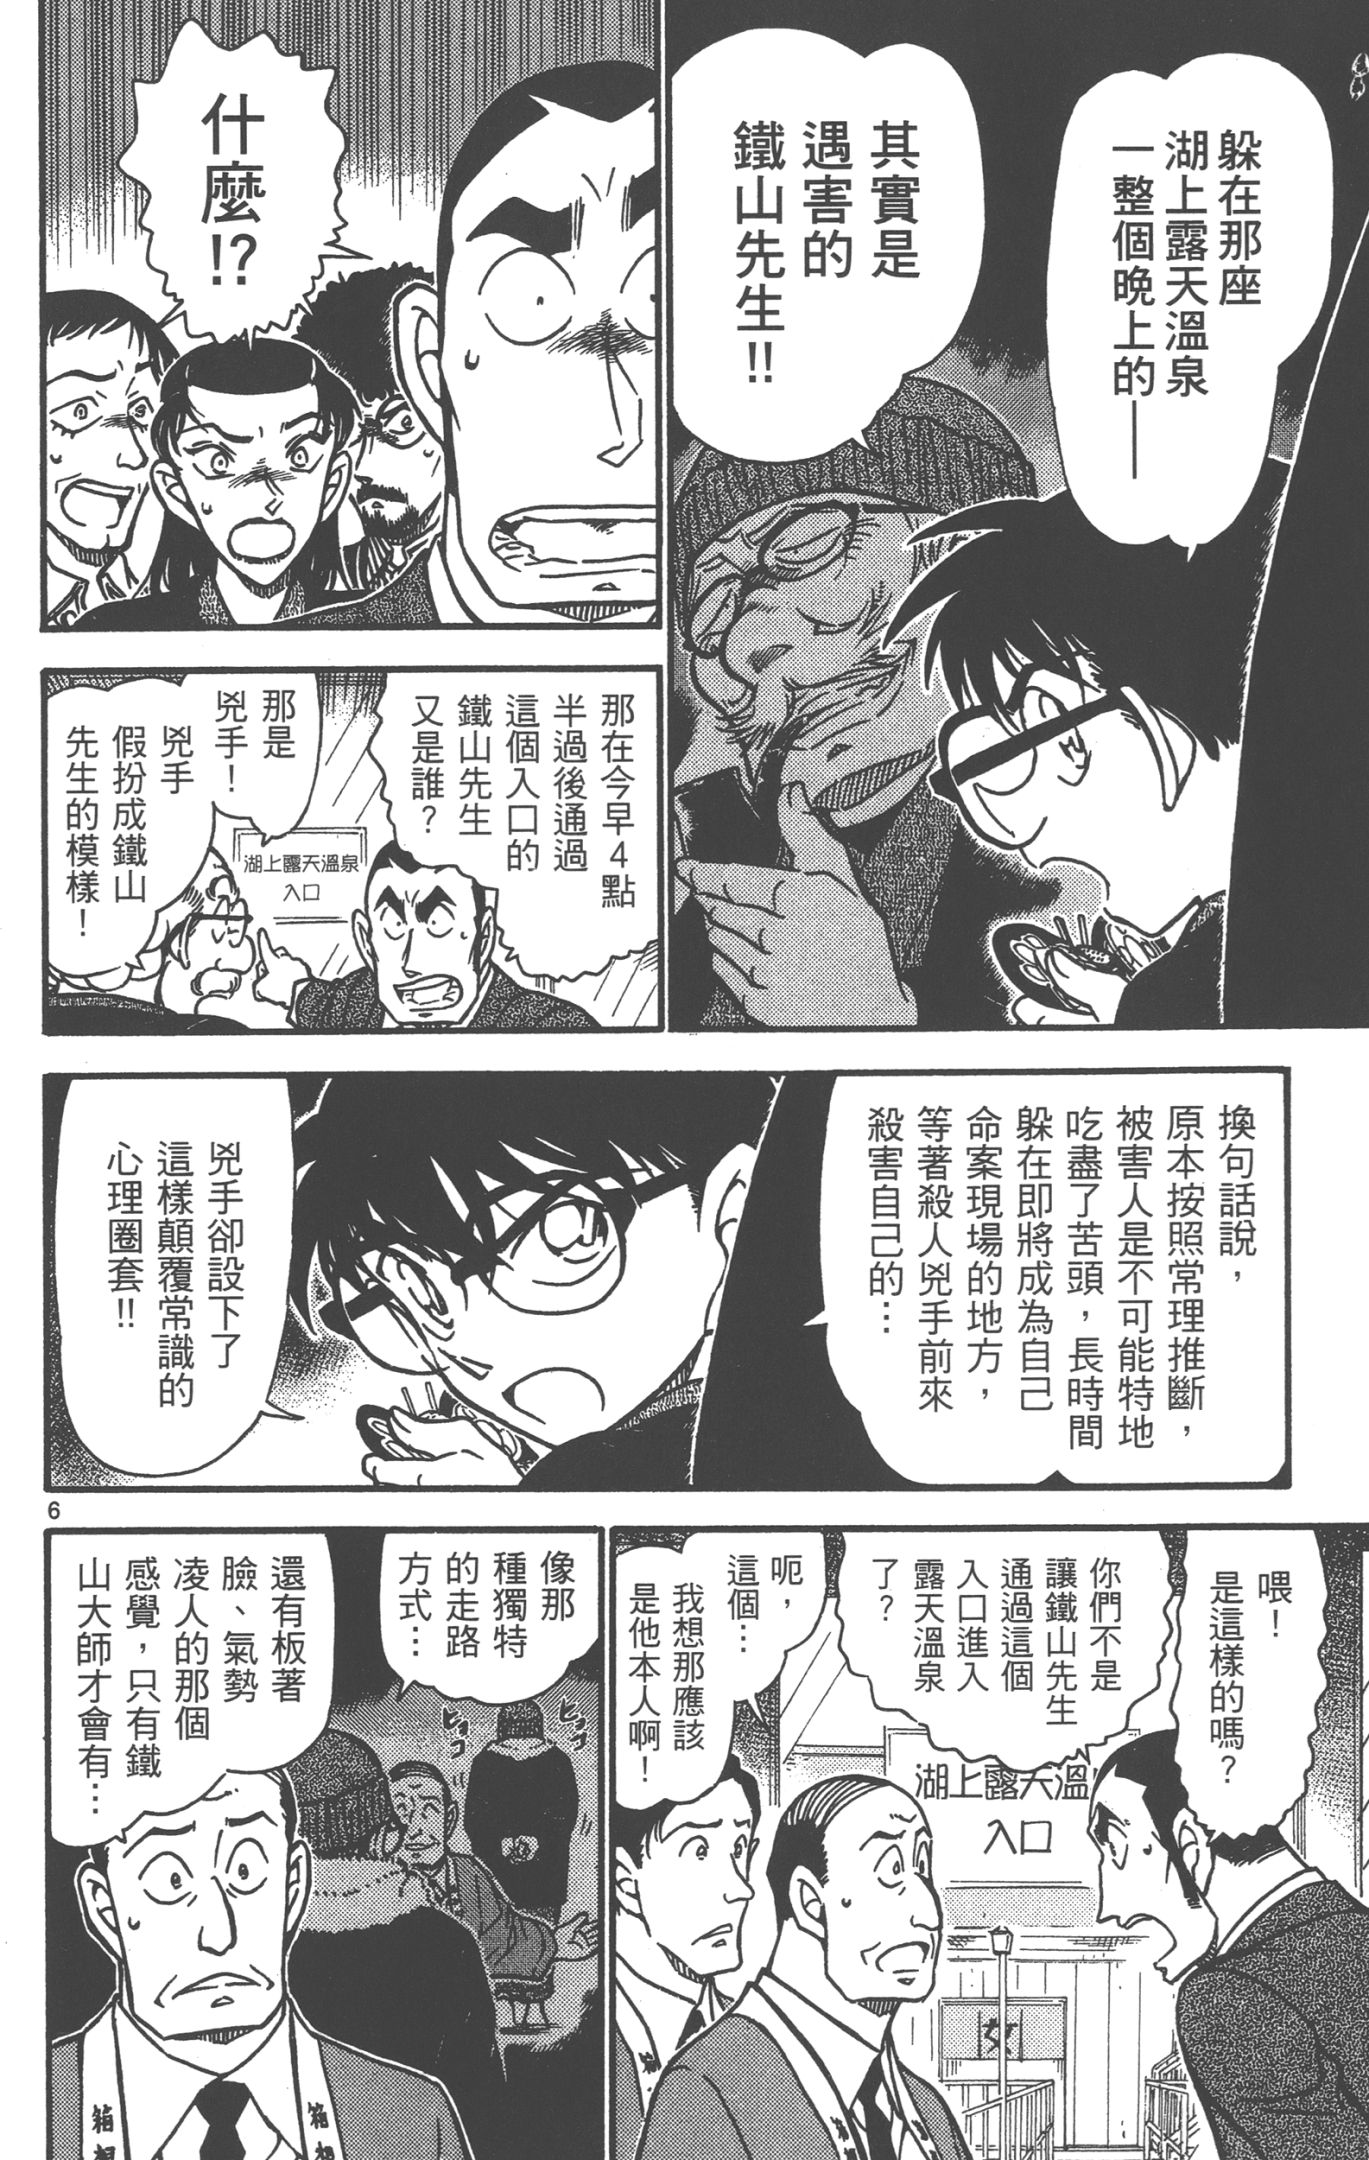 躲在那座
湖上露天溫泉
一整個晚上的——
其實是
遇害的
鐵山先生!!
什麼!?
那在今早4點
半過後通過
這個入口的
鐵山先生
又是誰?
那是
兇手!
兇手
假扮成鐵山
先生的模樣!
湖上露天溫泉
入口
換句話說,
原本按照常理推斷,
被害人是不可能特地
吃盡了苦頭,長時間
躲在即將成為自己
命案現場的地方,
等著殺人兇手前來
殺害自己的…
兇手卻設下了
這樣顛覆常識的
心理圈套!!
6
喂!
是這樣的嗎?
你們不是
讓鐵山先生
通過這個
入口進入
露天溫泉
了?
呃,
這個…
我想那應該
是他本人啊!
湖上露天溫
入口
女
像那
種獨特
的走路
方式…
ヒョコ
ヒョコ
還有板著
臉、氣勢
凌人的那個
感覺,只有鐵
山大師才會有…
箱根
箱根